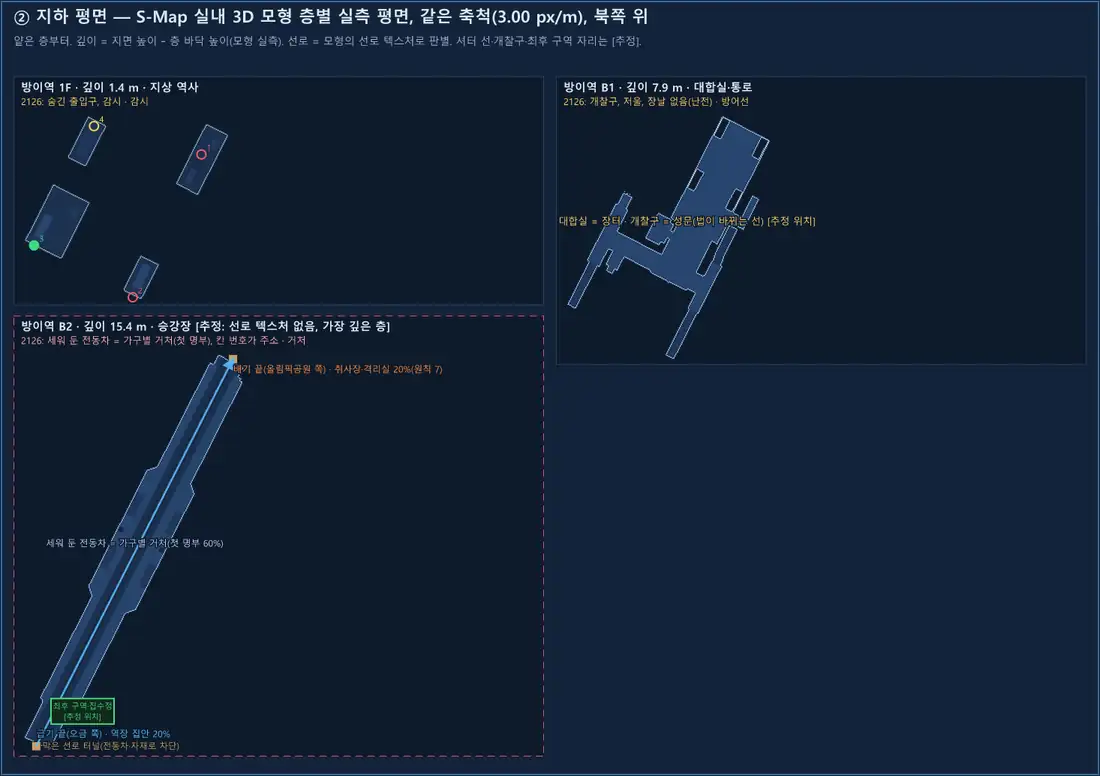 ② 지하 평면 — S-Map 실내 3D 모형 층별 실측 평면, 같은 축척(3.00 px/m), 북쪽 위
얕은 층부터. 깊이 = 지면 높이 − 층 바닥 높이(모형 실측). 선로 = 모형의 선로 텍스처로 판별. 셔터 선·개찰구·최후 구역 자리는 [추정].
방이역 1F · 깊이 1.4 m · 지상 역사
2126: 숨긴 출입구, 감시 · 감시
4
1
3
2
방이역 B1 · 깊이 7.9 m · 대합실·통로
2126: 개찰구, 저울, 장날 없음(난전) · 방어선
대합실 = 장터 · 개찰구 = 성문(법이 바뀌는 선) [추정 위치]
방이역 B2 · 깊이 15.4 m · 승강장 [추정: 선로 텍스처 없음, 가장 깊은 층]
2126: 세워 둔 전동차 = 가구별 거처(첫 명부), 칸 번호가 주소 · 거처
배기 끝(올림픽공원 쪽) · 취사장·격리실 20%(원칙 7)
세워 둔 전동차 = 가구별 거처(첫 명부 60%)
최후 구역·집수정
[추정 위치]
급기 끝(오금 쪽) · 역장 집안 20%
막은 선로 터널(전동차·자재로 차단)